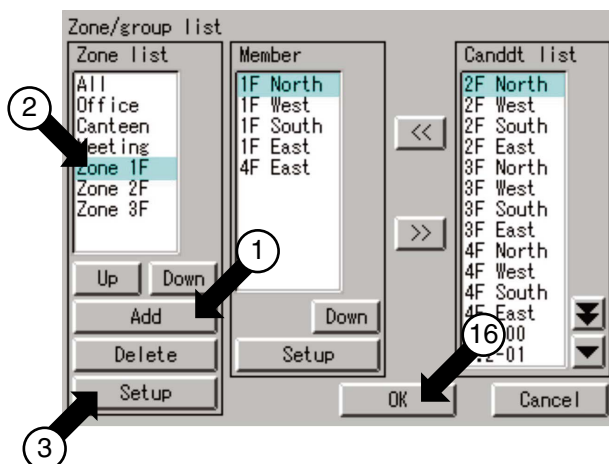 Zone/group list
Zone list
All
Office
Canteen
Meeting
Zone 1F
Zone 2F
Zone 3F
Up
Down
Add
Delete
Setup
Member
1F North
1F West
1F South
1F East
4F East
Down
Setup
<<
>>
Canddt list
2F North
2F West
2F South
2F East
3F North
3F West
3F South
3F East
4F North
4F West
4F South
4F East
00
-01
OK
Cancel
1
2
3
16